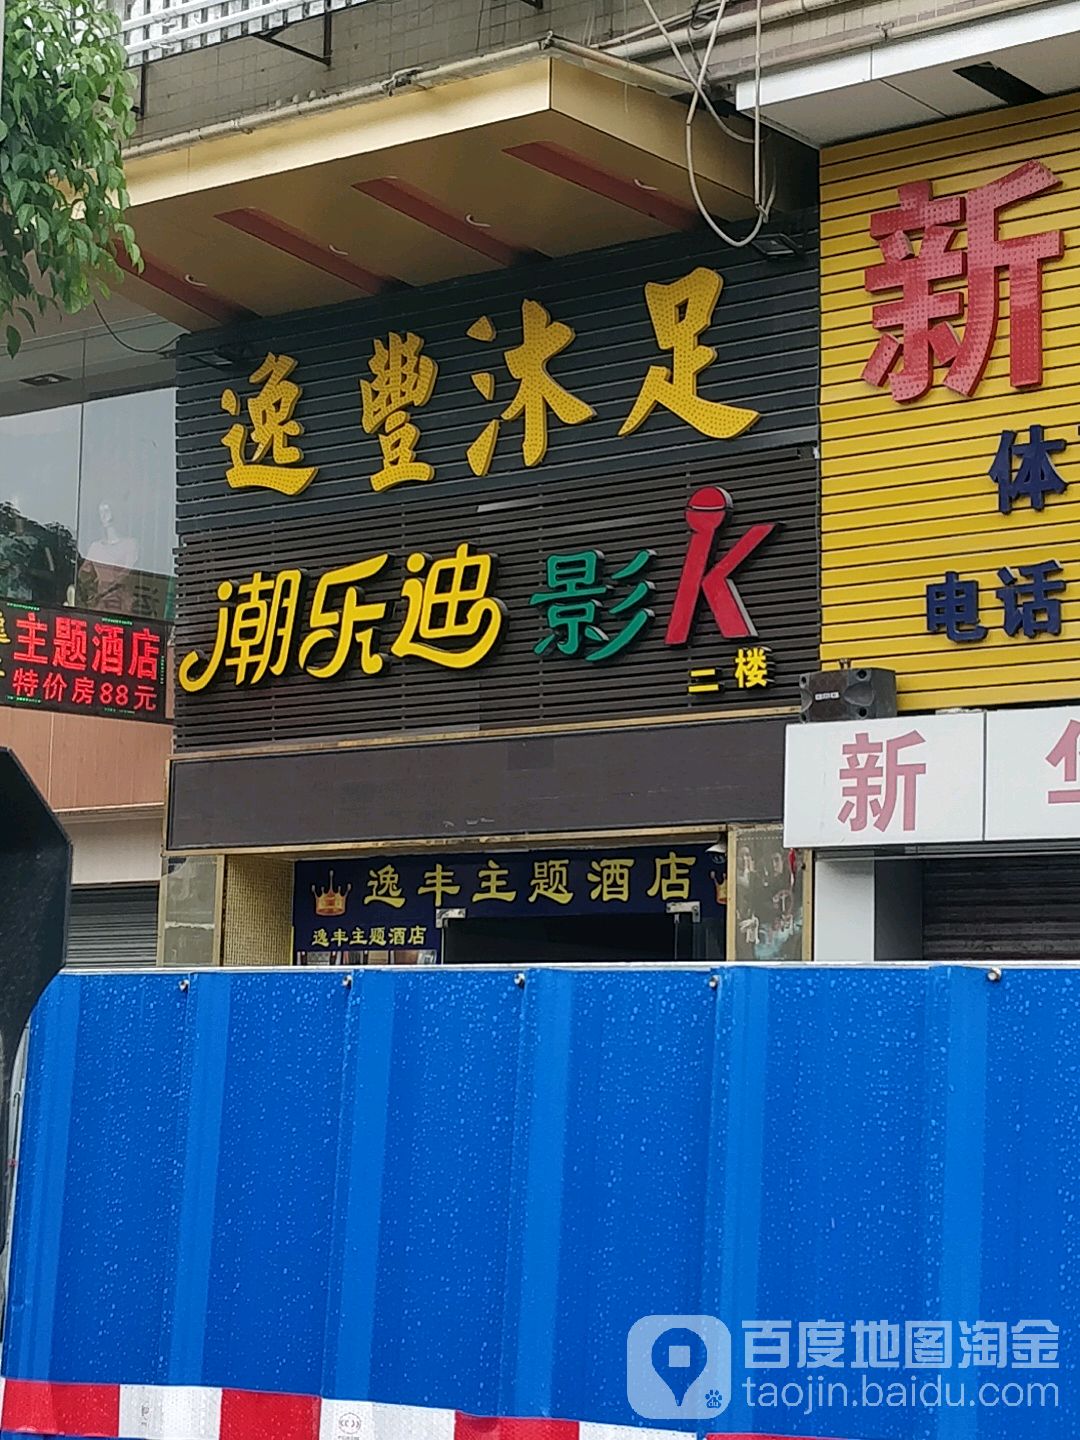 逸豐沐足
潮乐迪 影K
二楼
主题酒店
特价房88元
逸丰主题酒店
逸丰主题酒店
新
体
电话
新
百度地图淘金
taojin.baidu.com